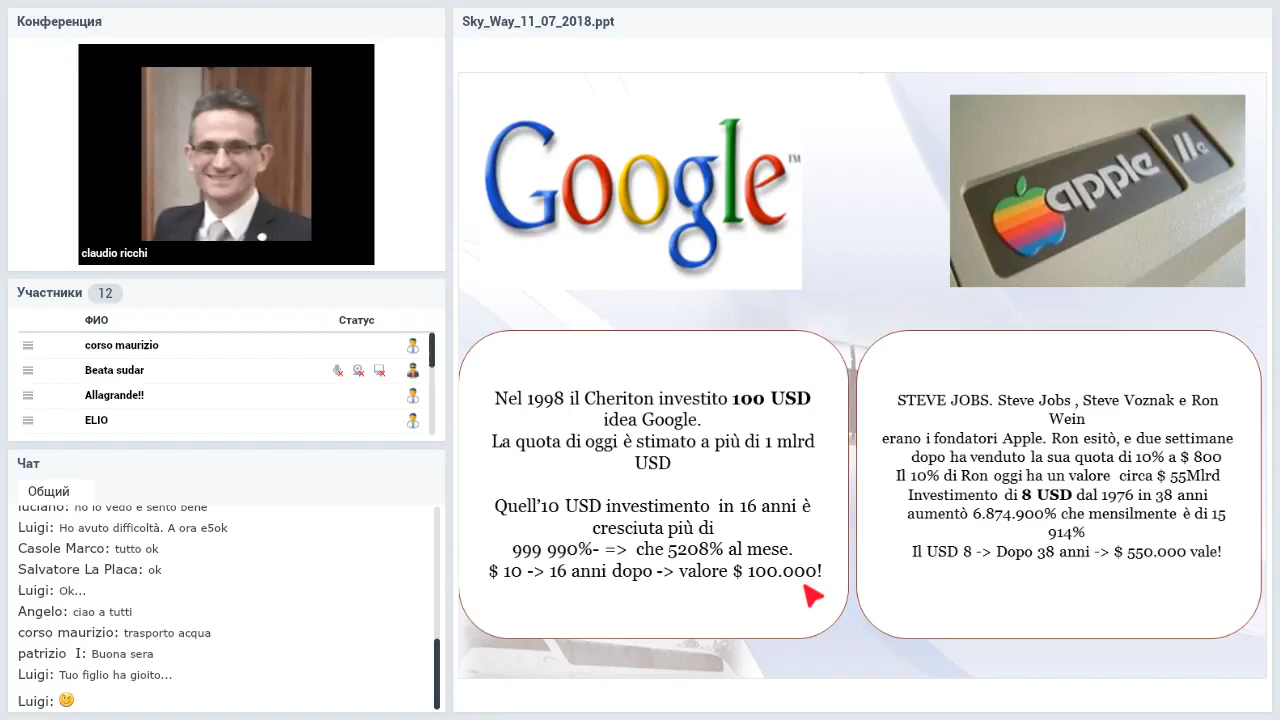 Конференция
claudio ricchi
Участники 12
ФИО Статус
corso maurizio
Beata sudar
Allagrande!!
ELIO
Чат
Общий
luciano: no lo vedo e sento bene
Luigi: Ho avuto difficoltà. A ora e5ok
Casole Marco: tutto ok
Salvatore La Placa: ok
Luigi: Ok...
Angelo: ciao a tutti
corso maurizio: trasporto acqua
patrizio I: Buona sera
Luigi: Tuo figlio ha gioito...
Luigi:
Sky_Way_11_07_2018.ppt
Google™
apple
IIe
Nel 1998 il Cheriton investito 100 USD
idea Google.
La quota di oggi è stimato a più di 1 mlrd
USD
Quell'10 USD investimento in 16 anni è
cresciuta più di
999 990%- => che 5208% al mese.
$ 10 -> 16 anni dopo -> valore $ 100.000!
STEVE JOBS. Steve Jobs , Steve Voznak e Ron
Wein
erano i fondatori Apple. Ron esitò, e due settimane
dopo ha venduto la sua quota di 10% a $ 800
Il 10% di Ron oggi ha un valore circa $ 55Mlrd
Investimento di 8 USD dal 1976 in 38 anni
aumentò 6.874.900% che mensilmente è di 15
914%
Il USD 8 -> Dopo 38 anni -> $ 550.000 vale!